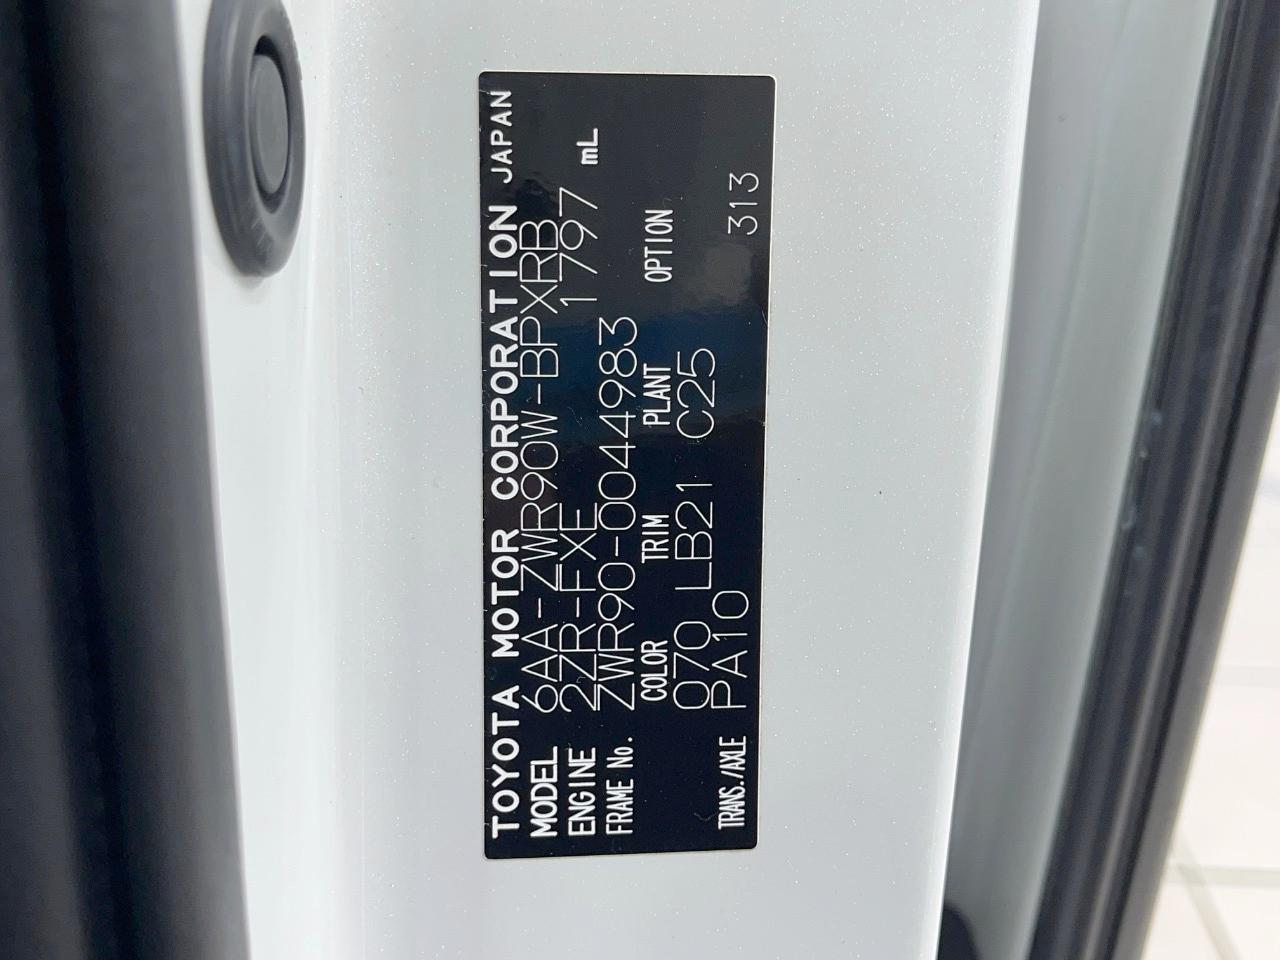 TOYOTA MOTOR CORPORATION JAPAN
MODEL 6AA-ZWR90W-BPXRB
ENGINE 2ZR-FXE 1797 mL
FRAME No. ZWR90-0044983
COLOR TRIM PLANT OPTION
070 LB21 C25
TRANS./AXLE PA10 313